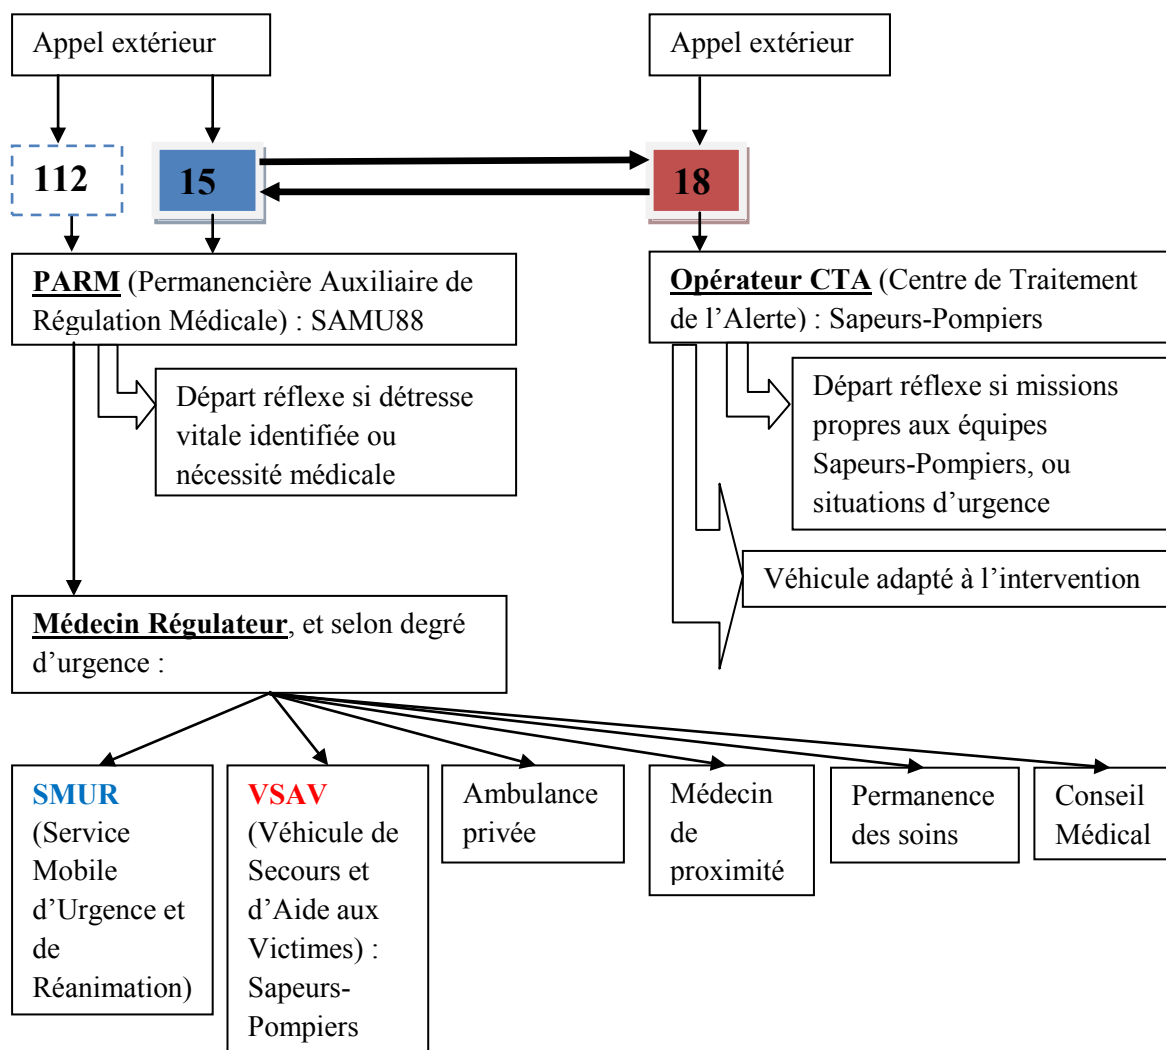 Appel extérieur
Appel extérieur
112
15
18
PARM (Permanencière Auxiliaire de
Régulation Médicale) : SAMU88
Opérateur CTA (Centre de Traitement
de l’Alerte) : Sapeurs-Pompiers
Départ réflexe si détresse
vitale identifiée ou
nécessité médicale
Départ réflexe si missions
propres aux équipes
Sapeurs-Pompiers, ou
situations d’urgence
Véhicule adapté à l’intervention
Médecin Régulateur, et selon degré
d’urgence :
SMUR
(Service
Mobile
d’Urgence et
de
Réanimation)
VSAV
(Véhicule de
Secours et
d’Aide aux
Victimes) :
Sapeurs-
Pompiers
Ambulance
privée
Médecin
de
proximité
Permanence
des soins
Conseil
Médical